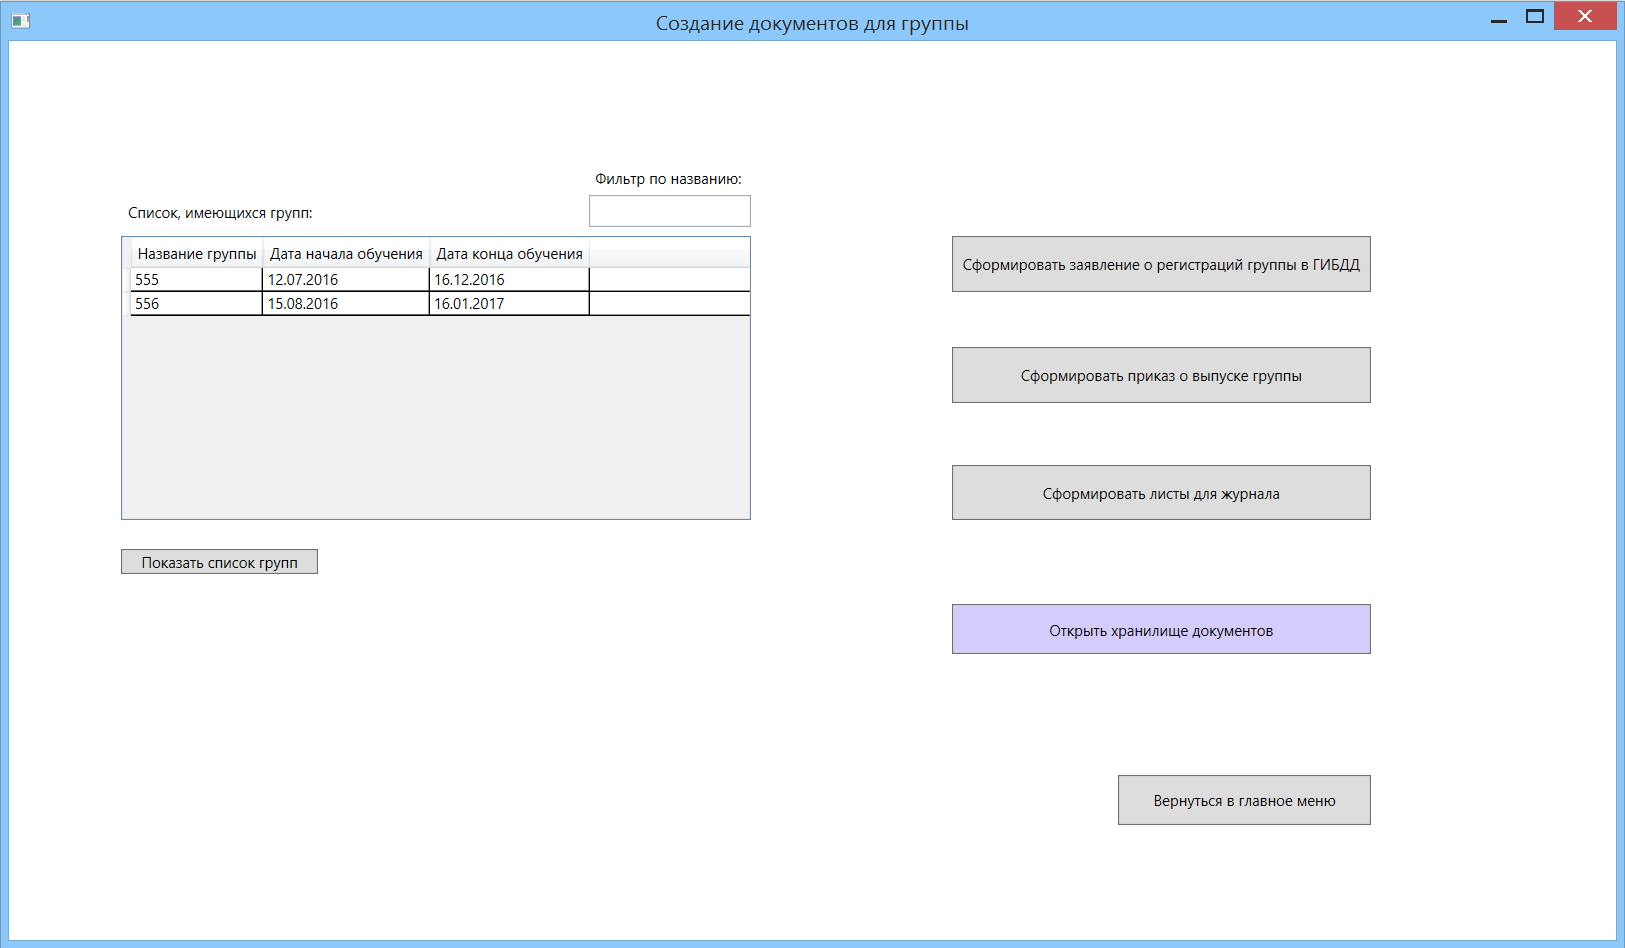 Создание документов для группы
Фильтр по названию:
Список, имеющихся групп:
Название группы Дата начала обучения Дата конца обучения
555 12.07.2016 16.12.2016
556 15.08.2016 16.01.2017
Показать список групп
Сформировать заявление о регистраций группы в ГИБДД
Сформировать приказ о выпуске группы
Сформировать листы для журнала
Открыть хранилище документов
Вернуться в главное меню